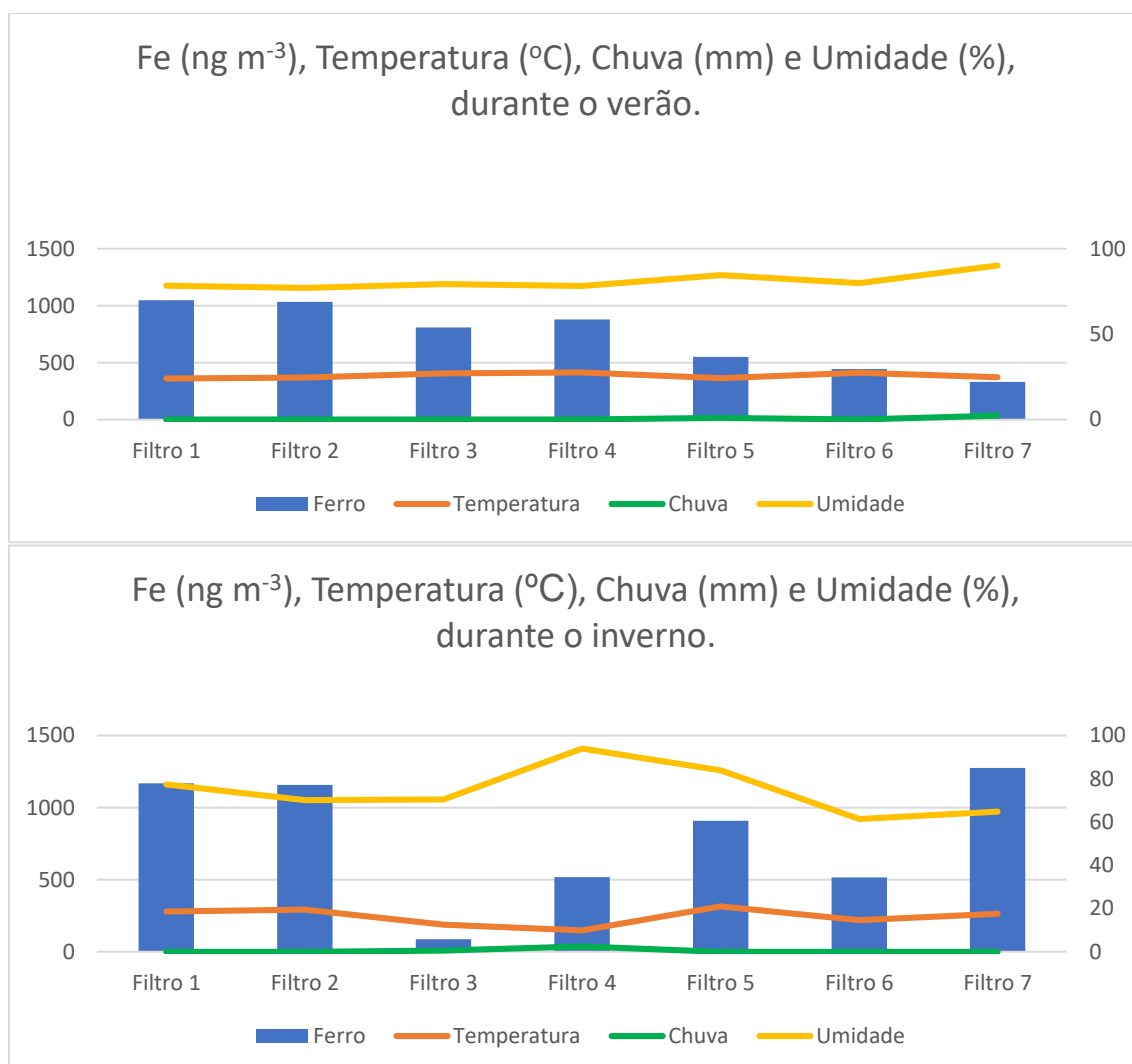 Fe (ng m⁻³), Temperatura (ºC), Chuva (mm) e Umidade (%),
durante o verão.
1500 100
1000
50
500
0 0
Filtro 1 Filtro 2 Filtro 3 Filtro 4 Filtro 5 Filtro 6 Filtro 7
Ferro Temperatura Chuva Umidade
Fe (ng m⁻³), Temperatura (ºC), Chuva (mm) e Umidade (%),
durante o inverno.
1500 100
80
1000
60
40
500
20
0 0
Filtro 1 Filtro 2 Filtro 3 Filtro 4 Filtro 5 Filtro 6 Filtro 7
Ferro Temperatura Chuva Umidade